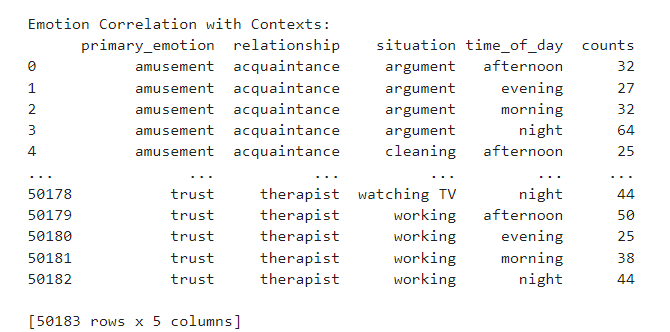 Emotion Correlation with Contexts:
primary_emotion relationship situation time_of_day counts
0 amusement acquaintance argument afternoon 32
1 amusement acquaintance argument evening 27
2 amusement acquaintance argument morning 32
3 amusement acquaintance argument night 64
4 amusement acquaintance cleaning afternoon 25
... ... ... ... ... ...
50178 trust therapist watching TV night 44
50179 trust therapist working afternoon 50
50180 trust therapist working evening 25
50181 trust therapist working morning 38
50182 trust therapist working night 44
[50183 rows x 5 columns]